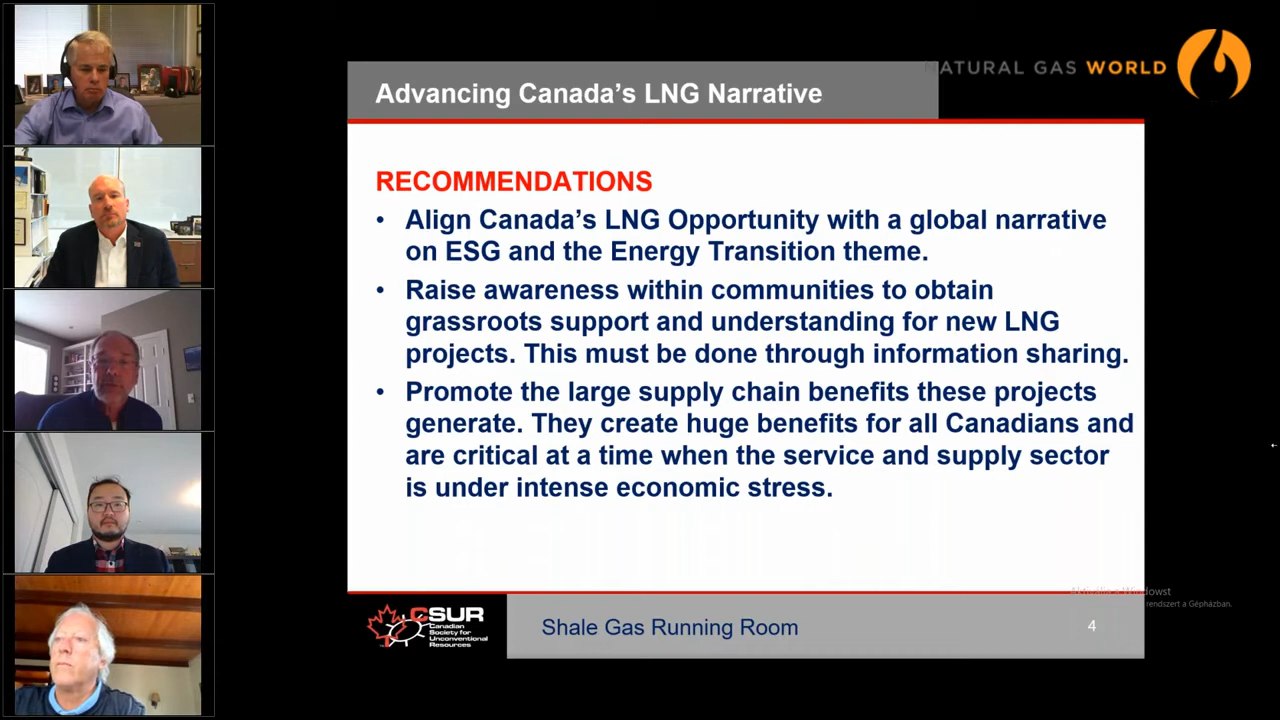 NATURAL GAS WORLD
Advancing Canada's LNG Narrative
RECOMMENDATIONS
• Align Canada's LNG Opportunity with a global narrative
on ESG and the Energy Transition theme.
• Raise awareness within communities to obtain
grassroots support and understanding for new LNG
projects. This must be done through information sharing.
• Promote the large supply chain benefits these projects
generate. They create huge benefits for all Canadians and
are critical at a time when the service and supply sector
is under intense economic stress.
CSUR
Canadian
Society for
Unconventional
Resources
Shale Gas Running Room
4
Windowst
rendszert a Gépházban.